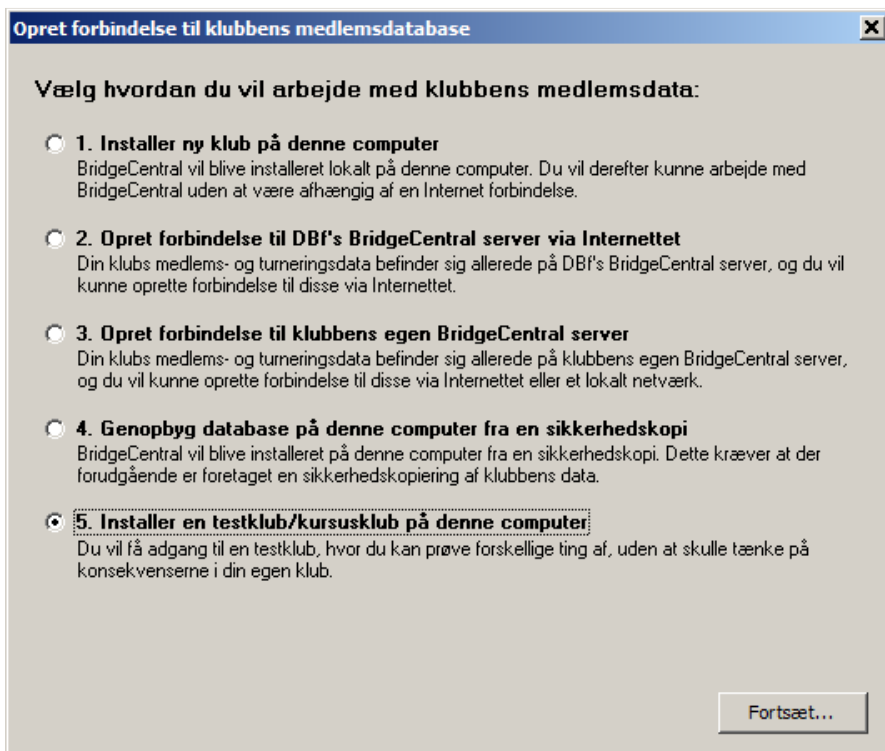 Opret forbindelse til klubbens medlemsdatabase
Vælg hvordan du vil arbejde med klubbens medlemsdata:
1. Installer ny klub på denne computer
BridgeCentral vil blive installeret lokalt på denne computer. Du vil derefter kunne arbejde med
BridgeCentral uden at være afhængig af en Internet forbindelse.
2. Opret forbindelse til DBf's BridgeCentral server via Internettet
Din klubs medlems- og turneringsdata befinder sig allerede på DBf's BridgeCentral server, og du vil
kunne oprette forbindelse til disse via Internettet.
3. Opret forbindelse til klubbens egen BridgeCentral server
Din klubs medlems- og turneringsdata befinder sig allerede på klubbens egen BridgeCentral server,
og du vil kunne oprette forbindelse til disse via Internettet eller et lokalt netværk.
4. Genopbyg database på denne computer fra en sikkerhedskopi
BridgeCentral vil blive installeret på denne computer fra en sikkerhedskopi. Dette kræver at der
forudgående er foretaget en sikkerhedskopiering af klubbens data.
5. Installer en testklub/kursusklub på denne computer
Du vil få adgang til en testklub, hvor du kan prøve forskellige ting af, uden at skulle tænke på
konsekvenserne i din egen klub.
Fortsæt...